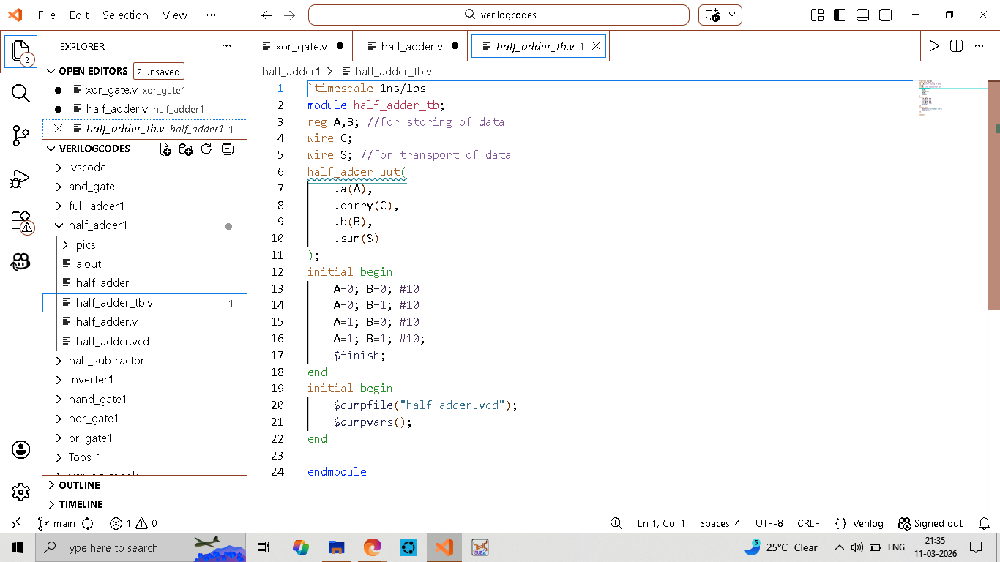 File Edit Selection View ···
verilogcodes
EXPLORER ···
OPEN EDITORS 2 unsaved
xor_gate.v xor_gate1
half_adder.v half_adder1
half_adder_tb.v half_adder1 1
VERILOGCODES
.vscode
and_gate
full_adder1
half_adder1
pics
a.out
half_adder
half_adder_tb.v 1
half_adder.v
half_adder.vcd
half_subtractor
inverter1
nand_gate1
nor_gate1
or_gate1
Tops_1
OUTLINE
TIMELINE
2
xor_gate.v half_adder.v half_adder_tb.v 1
half_adder1 > half_adder_tb.v
1 `timescale 1ns/1ps
2 module half_adder_tb;
3 reg A,B; //for storing of data
4 wire C;
5 wire S; //for transport of data
6 half_adder uut(
7 .a(A),
8 .carry(C),
9 .b(B),
10 .sum(S)
11 );
12 initial begin
13 A=0; B=0; #10
14 A=0; B=1; #10
15 A=1; B=0; #10
16 A=1; B=1; #10;
17 $finish;
18 end
19 initial begin
20 $dumpfile("half_adder.vcd");
21 $dumpvars();
22 end
23
24 endmodule
main 1 0 Ln 1, Col 1 Spaces: 4 UTF-8 CRLF {} Verilog Signed out
Type here to search 5 25°C Clear ENG 21:35
11-03-2026